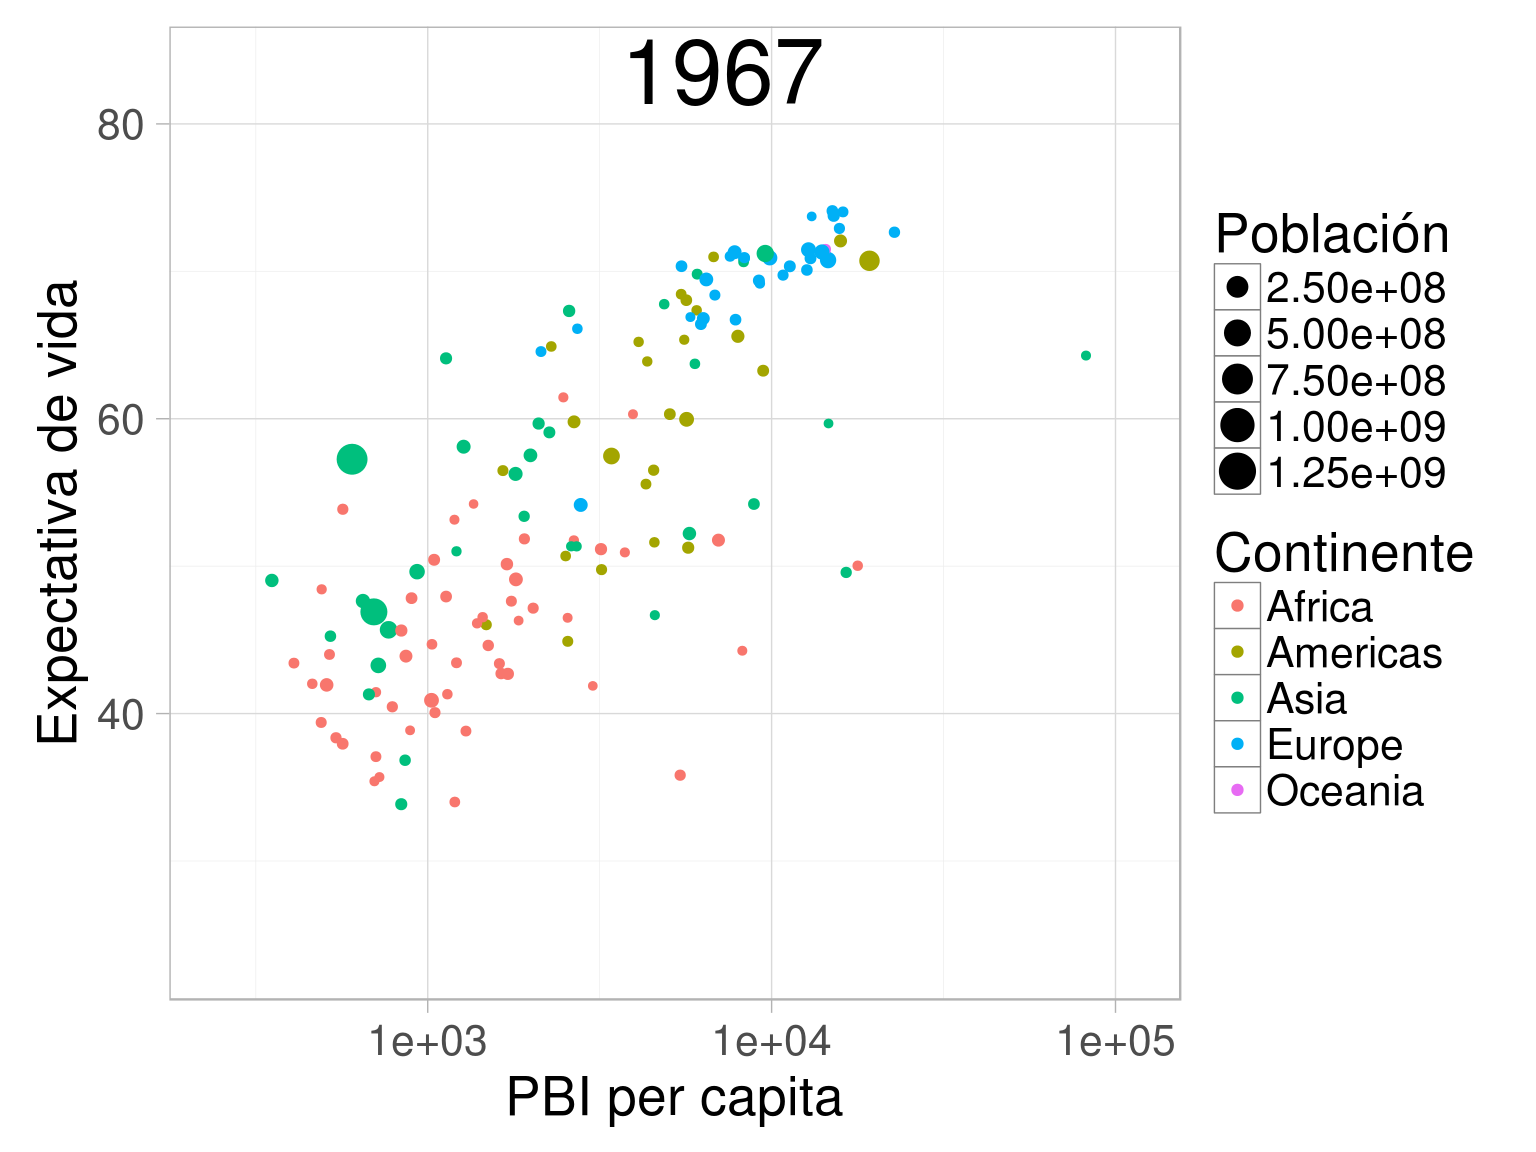 1967
80
60
40
Expectativa de vida
1e+03
1e+04
1e+05
PBI per capita
Población
2.50e+08
5.00e+08
7.50e+08
1.00e+09
1.25e+09
Continente
Africa
Americas
Asia
Europe
Oceania